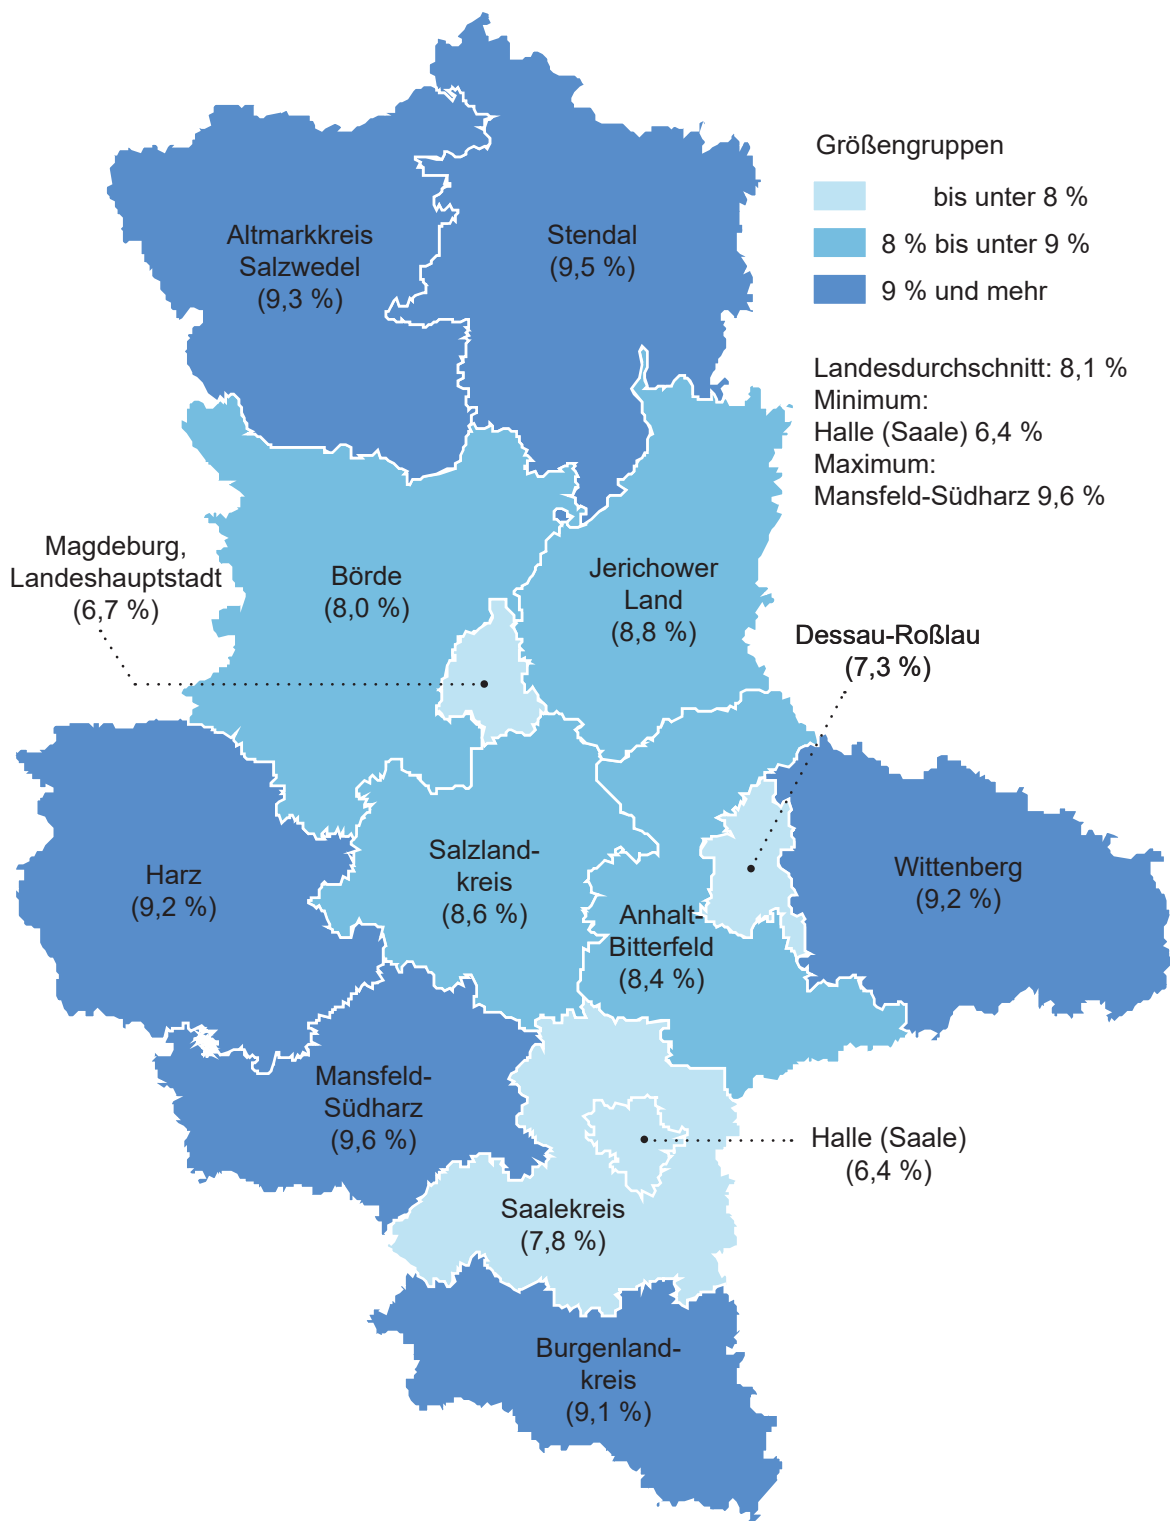 Größengruppen
bis unter 8 %
8 % bis unter 9 %
9 % und mehr
Landesdurchschnitt: 8,1 %
Minimum:
Halle (Saale) 6,4 %
Maximum:
Mansfeld-Südharz 9,6 %
Altmarkkreis
Salzwedel
(9,3 %)
Stendal
(9,5 %)
Magdeburg,
Landeshauptstadt
(6,7 %)
Börde
(8,0 %)
Jerichower
Land
(8,8 %)
Dessau-Roßlau
(7,3 %)
Harz
(9,2 %)
Salzland-
kreis
(8,6 %)
Anhalt-
Bitterfeld
(8,4 %)
Wittenberg
(9,2 %)
Mansfeld-
Südharz
(9,6 %)
Halle (Saale)
(6,4 %)
Saalekreis
(7,8 %)
Burgenland-
kreis
(9,1 %)